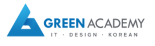 GREEN ACADEMY
IT · DESIGN · KOREAN